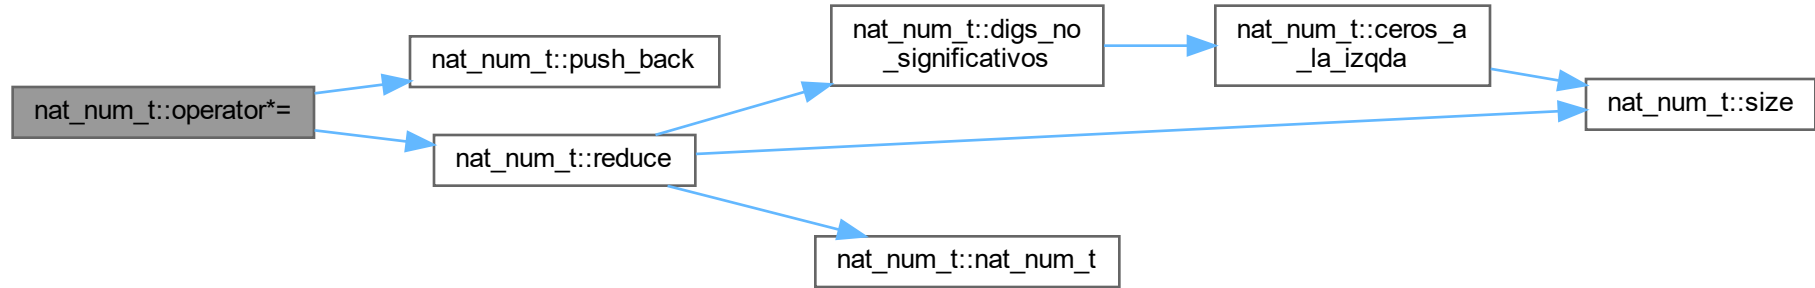 nat_num_t::operator*=
nat_num_t::push_back
nat_num_t::reduce
nat_num_t::digs_no
_significativos
nat_num_t::ceros_a
_la_izqda
nat_num_t::size
nat_num_t::nat_num_t